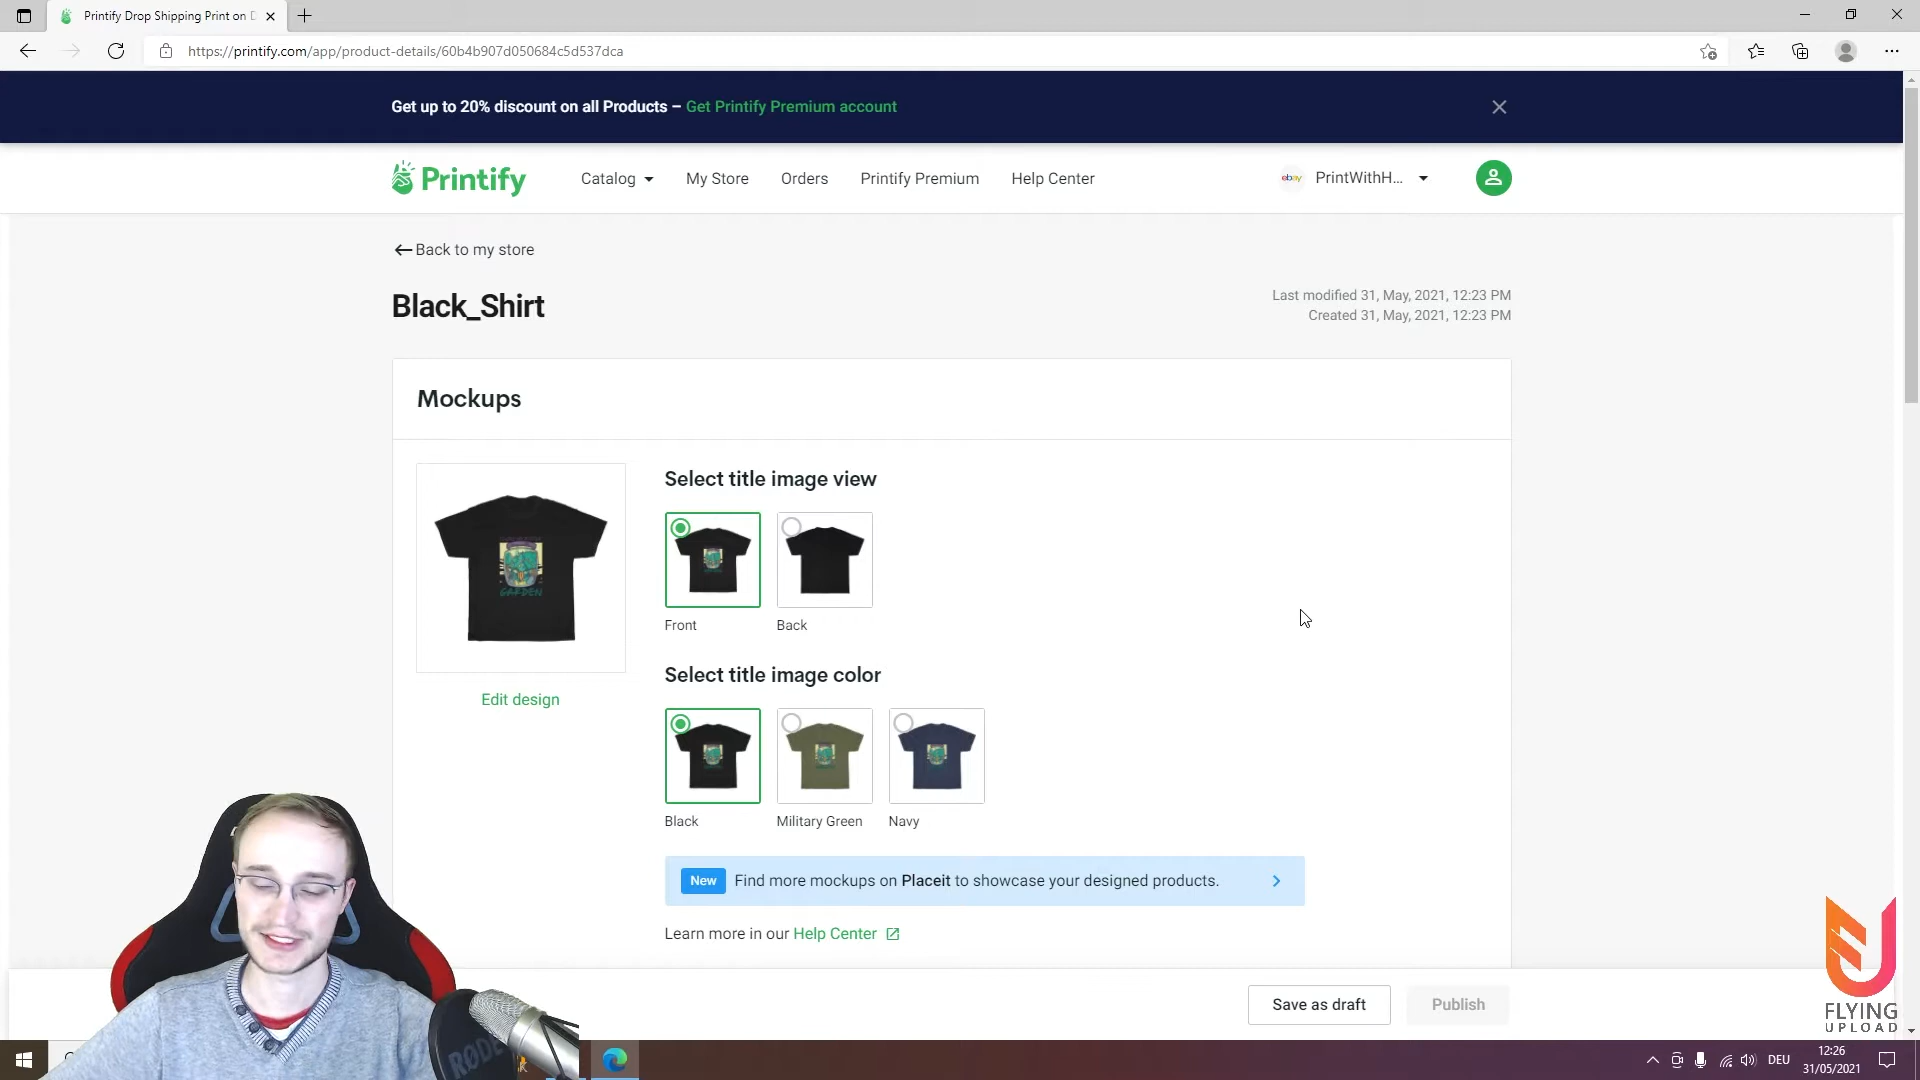 Printify Drop Shipping Print on D
https://printify.com/app/product-details/60b4b907d050684c5d537dca
Get up to 20% discount on all Products – Get Printify Premium account
Printify
Catalog
My Store
Orders
Printify Premium
Help Center
ebay
PrintWithH...
Back to my store
Black_Shirt
Last modified 31, May, 2021, 12:23 PM
Created 31, May, 2021, 12:23 PM
Mockups
Select title image view
GARDEN
Front
Back
Select title image color
Edit design
Black
Military Green
Navy
New
Find more mockups on Placeit to showcase your designed products.
Learn more in our Help Center
Save as draft
Publish
FLYING
UPLOAD
RØDE
DEU
12:26
31/05/2021